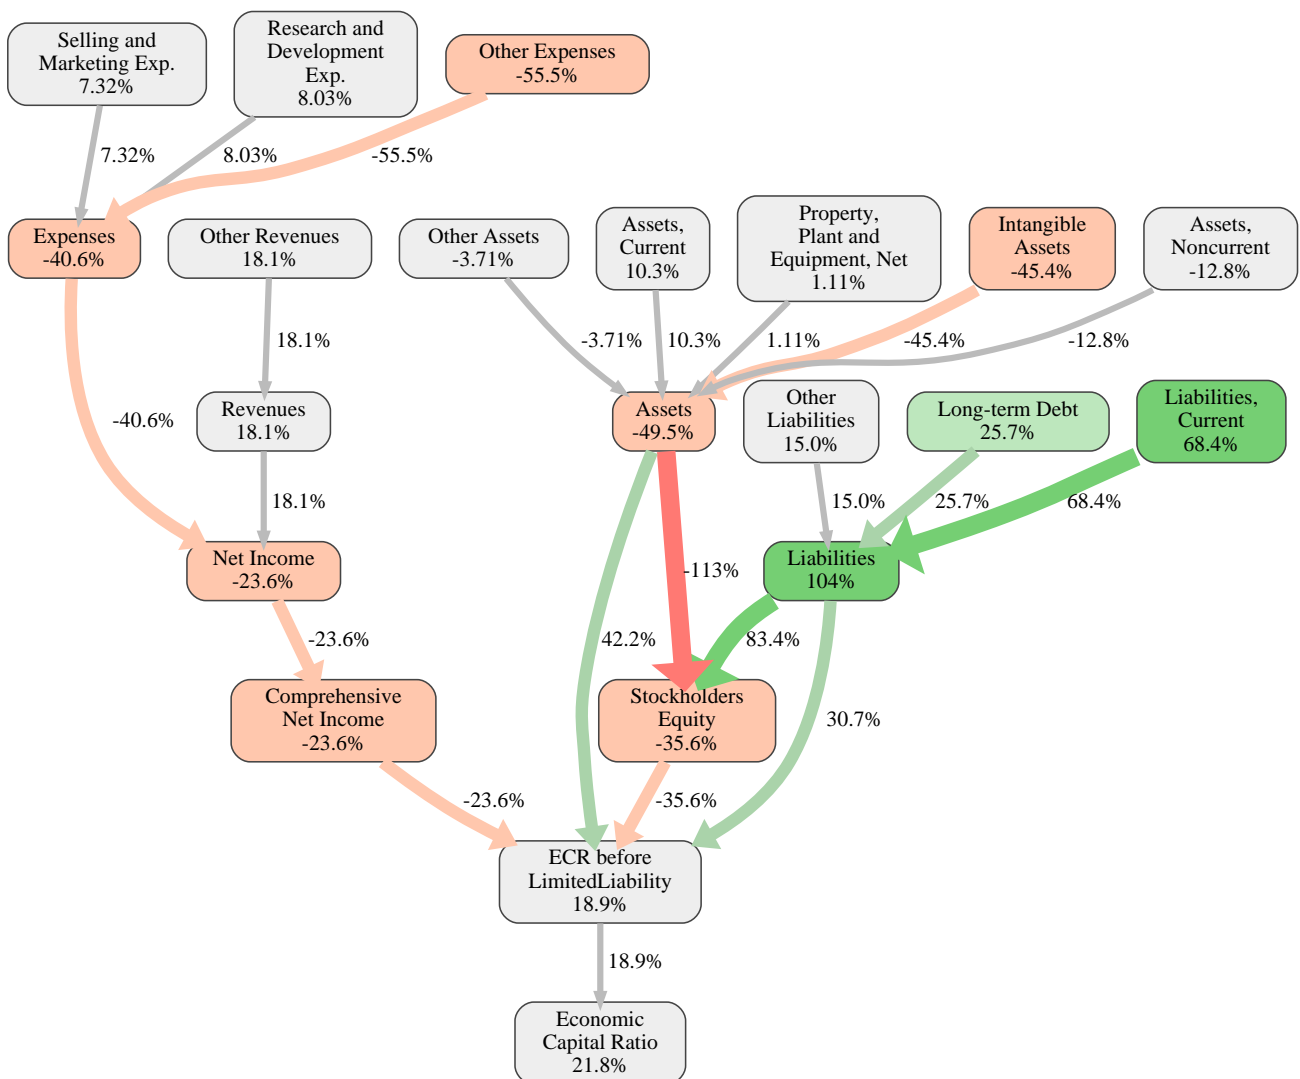 Selling and
Marketing Exp.
7.32%
Research and
Development
Exp.
8.03%
Other Expenses
-55.5%
7.32%
8.03%
-55.5%
Expenses
-40.6%
Other Revenues
18.1%
Other Assets
-3.71%
Assets,
Current
10.3%
Property,
Plant and
Equipment, Net
1.11%
Intangible
Assets
-45.4%
Assets,
Noncurrent
-12.8%
18.1%
-3.71%
10.3%
1.11%
-45.4%
-12.8%
-40.6%
Revenues
18.1%
Assets
-49.5%
Other
Liabilities
15.0%
Long-term Debt
25.7%
Liabilities,
Current
68.4%
18.1%
15.0%
25.7%
68.4%
Net Income
-23.6%
-113%
Liabilities
104%
-23.6%
42.2%
83.4%
Comprehensive
Net Income
-23.6%
Stockholders
Equity
-35.6%
30.7%
-23.6%
-35.6%
ECR before
LimitedLiability
18.9%
18.9%
Economic
Capital Ratio
21.8%